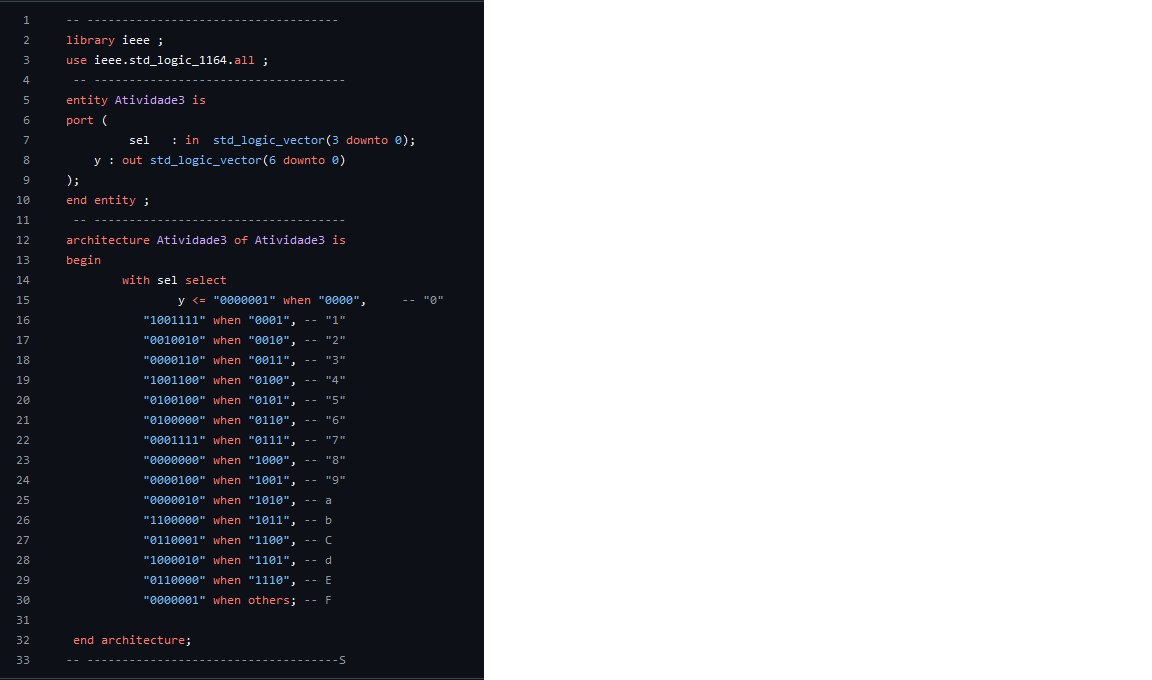 1 -- ------------------------------------
2 library ieee ;
3 use ieee.std_logic_1164.all ;
4  -- ------------------------------------
5 entity Atividade3 is
6 port (
7          sel   : in  std_logic_vector(3 downto 0);
8     y : out std_logic_vector(6 downto 0)
9 );
10 end entity ;
11  -- ------------------------------------
12 architecture Atividade3 of Atividade3 is
13 begin
14         with sel select
15                 y <= "0000001" when "0000",     -- "0"
16            "1001111" when "0001", -- "1"
17            "0010010" when "0010", -- "2"
18            "0000110" when "0011", -- "3"
19            "1001100" when "0100", -- "4"
20            "0100100" when "0101", -- "5"
21            "0100000" when "0110", -- "6"
22            "0001111" when "0111", -- "7"
23            "0000000" when "1000", -- "8"
24            "0000100" when "1001", -- "9"
25            "0000010" when "1010", -- a
26            "1100000" when "1011", -- b
27            "0110001" when "1100", -- C
28            "1000010" when "1101", -- d
29            "0110000" when "1110", -- E
30            "0000001" when others; -- F
31
32  end architecture;
33 -- ------------------------------------S